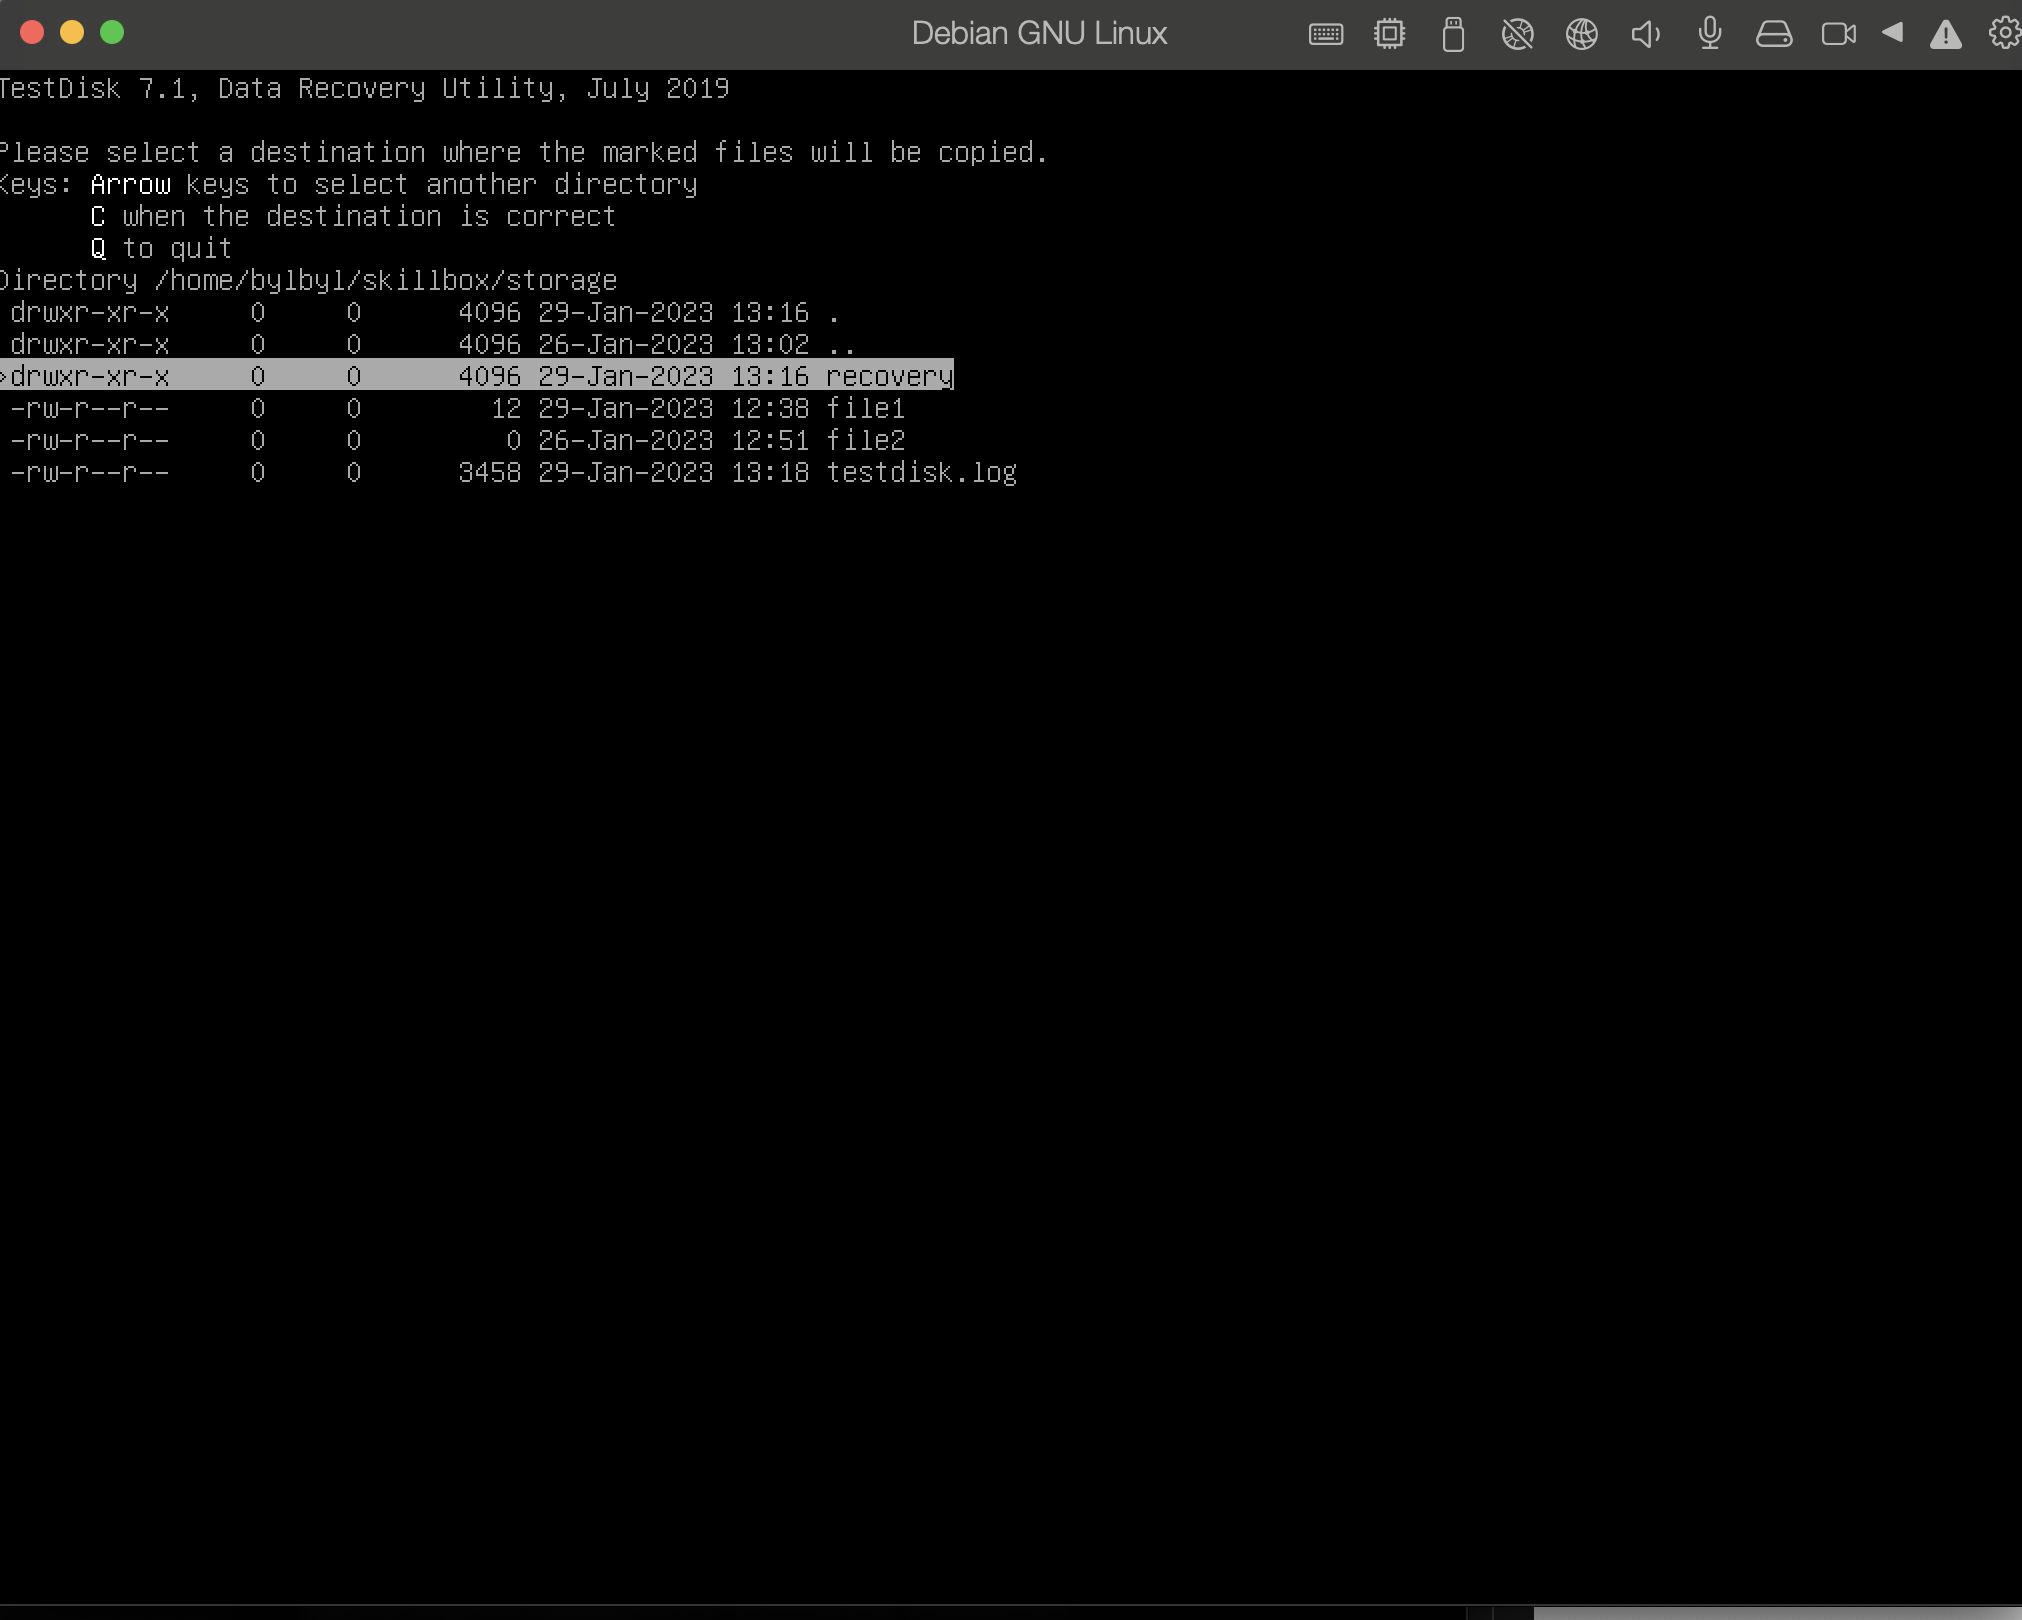 Debian GNU Linux
TestDisk 7.1, Data Recovery Utility, July 2019
Please select a destination where the marked files will be copied.
Keys: Arrow keys to select another directory
C when the destination is correct
Q to quit
Directory /home/bylbyl/skillbox/storage
drwxr-xr-x 0 0 4096 29-Jan-2023 13:16 .
drwxr-xr-x 0 0 4096 26-Jan-2023 13:02 ..
>drwxr-xr-x 0 0 4096 29-Jan-2023 13:16 recovery
-rw-r--r-- 0 0 12 29-Jan-2023 12:38 file1
-rw-r--r-- 0 0 0 26-Jan-2023 12:51 file2
-rw-r--r-- 0 0 3458 29-Jan-2023 13:18 testdisk.log